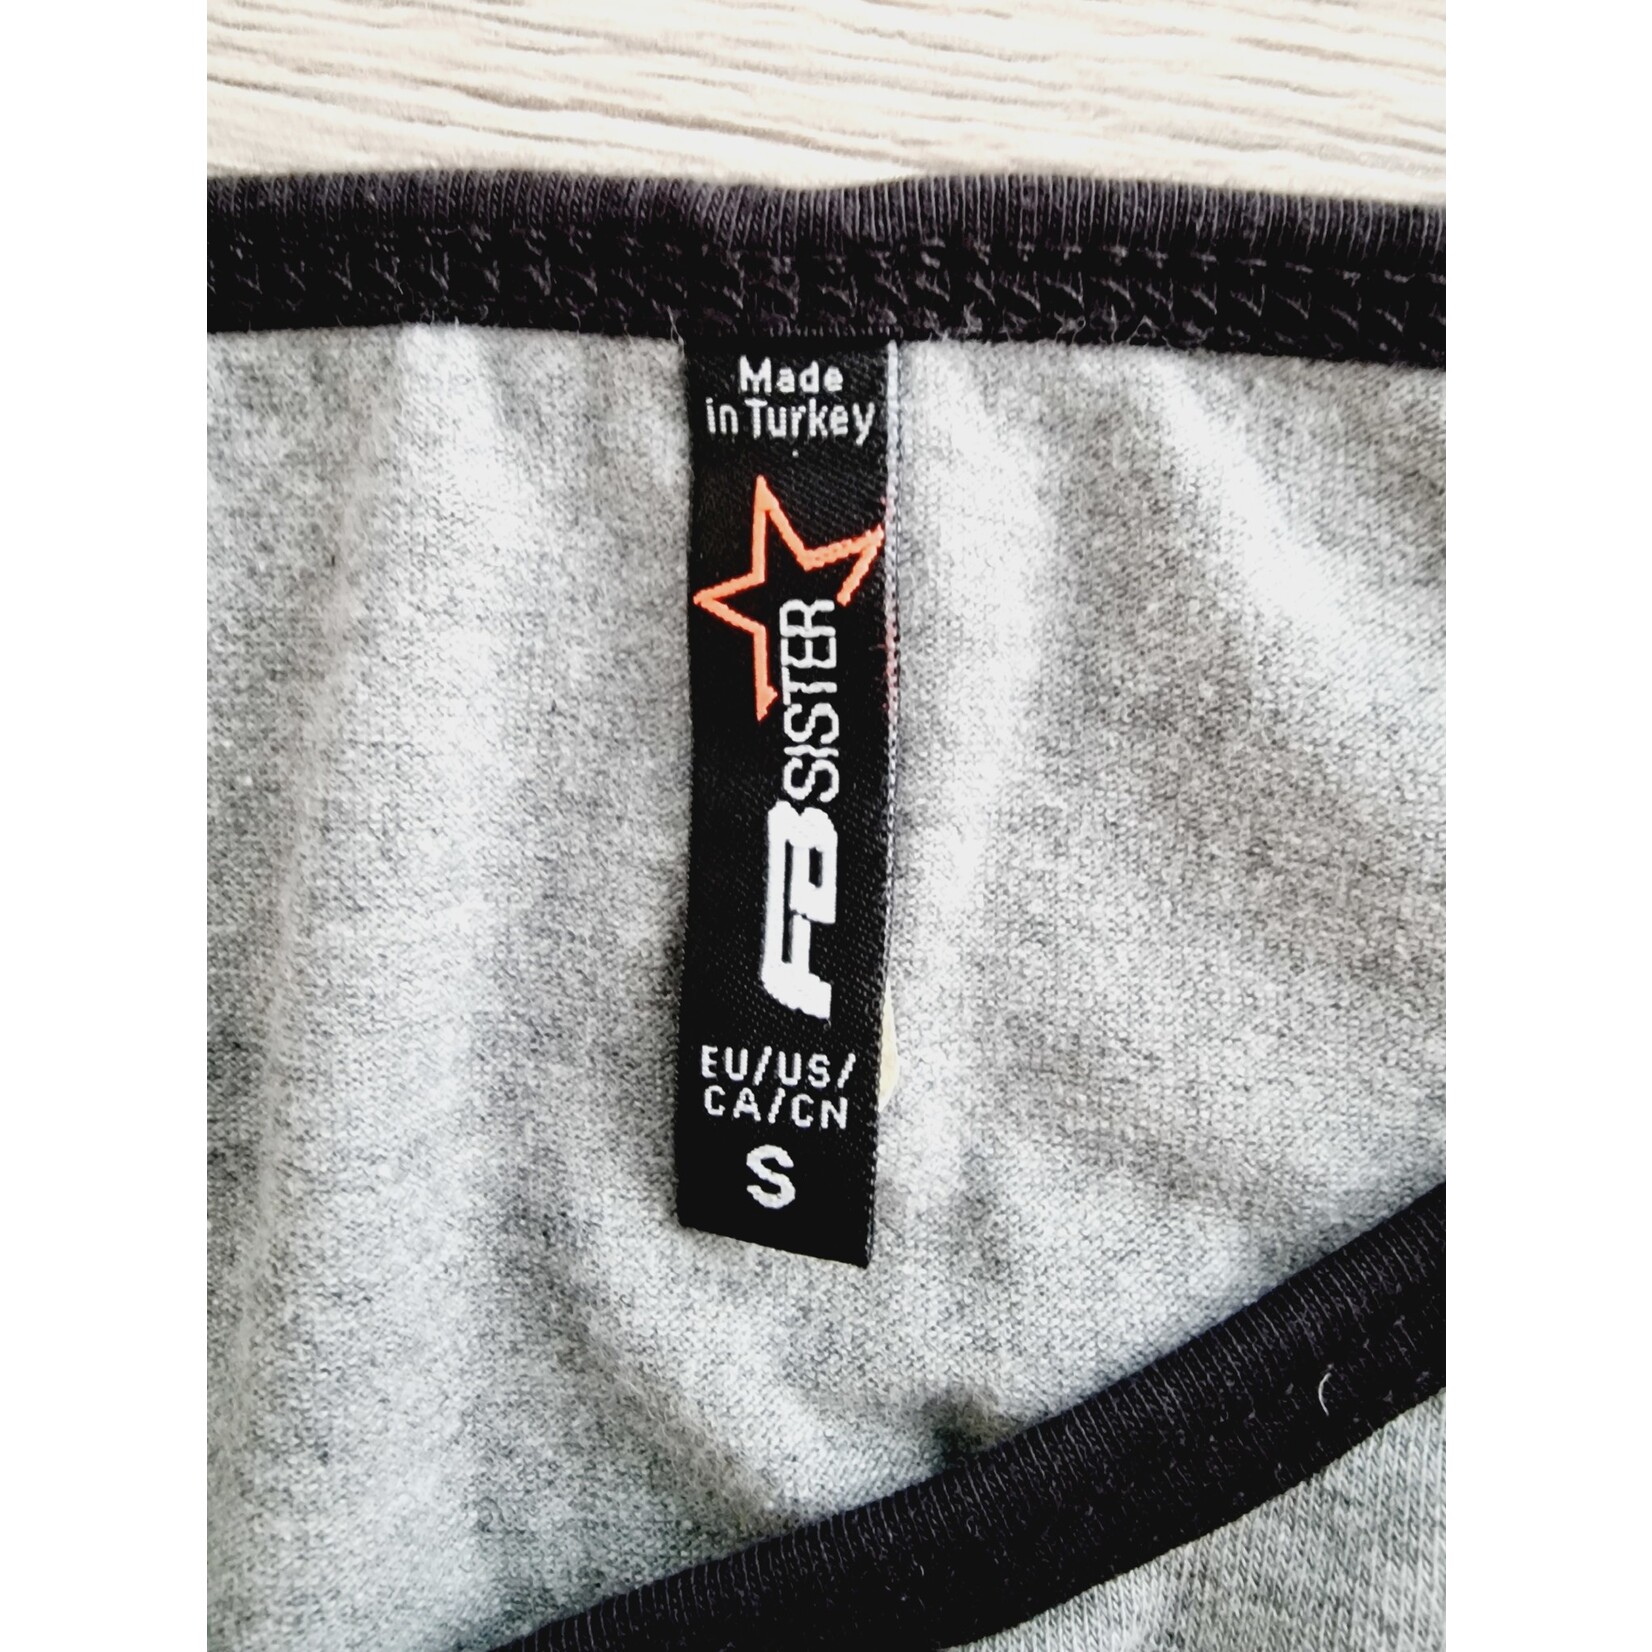 Made
in Turkey
FB SISTER
EU/US/
CA/CN
S